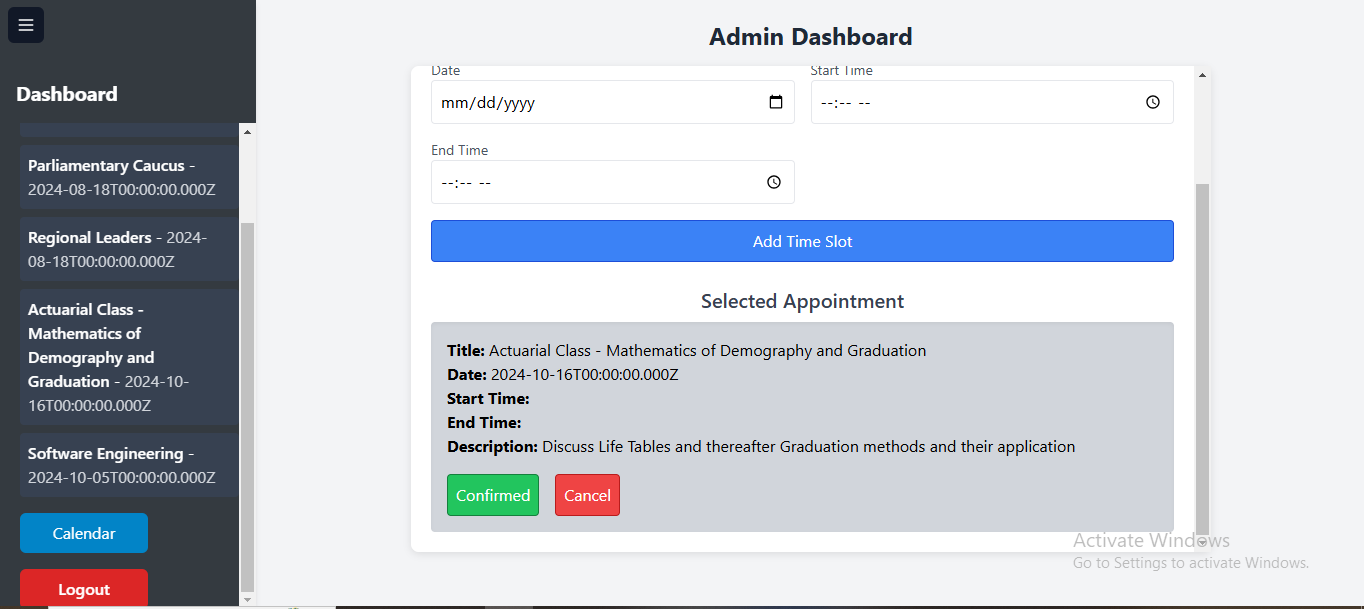 Dashboard
Parliamentary Caucus -
2024-08-18T00:00:00.000Z
Regional Leaders - 2024-
08-18T00:00:00.000Z
Actuarial Class -
Mathematics of
Demography and
Graduation - 2024-10-
16T00:00:00.000Z
Software Engineering -
2024-10-05T00:00:00.000Z
Calendar
Logout
Admin Dashboard
Date
Start Time
mm/dd/yyyy
--:-- --
End Time
--:-- --
Add Time Slot
Selected Appointment
Title: Actuarial Class - Mathematics of Demography and Graduation
Date: 2024-10-16T00:00:00.000Z
Start Time:
End Time:
Description: Discuss Life Tables and thereafter Graduation methods and their application
Confirmed
Cancel
Activate Windows
Go to Settings to activate Windows.